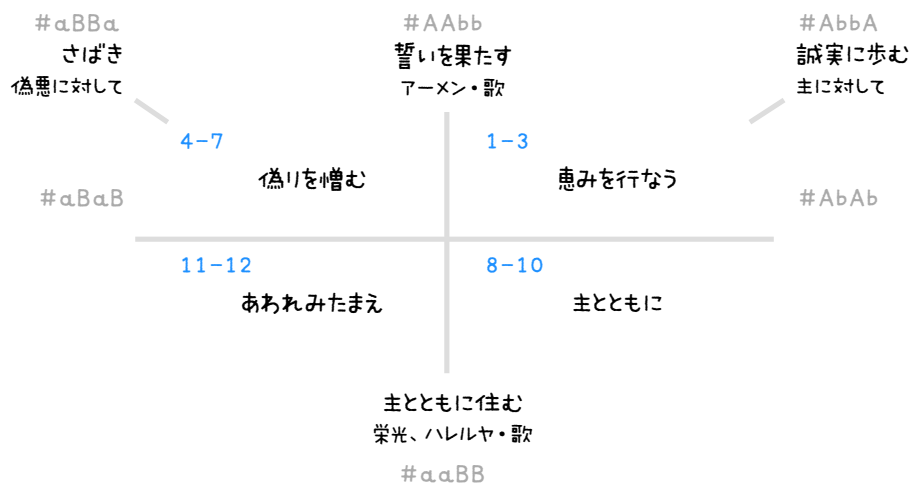 #aBBa
さばき
偽悪に対して
#AAbb
誓いを果たす
アーメン・歌
#AbbA
誠実に歩む
主に対して
4-7
偽りを憎む
1-3
恵みを行なう
#aBaB
#AbAb
11-12
あわれみたまえ
8-10
主とともに
主とともに住む
栄光、ハレルヤ・歌
#aaBB